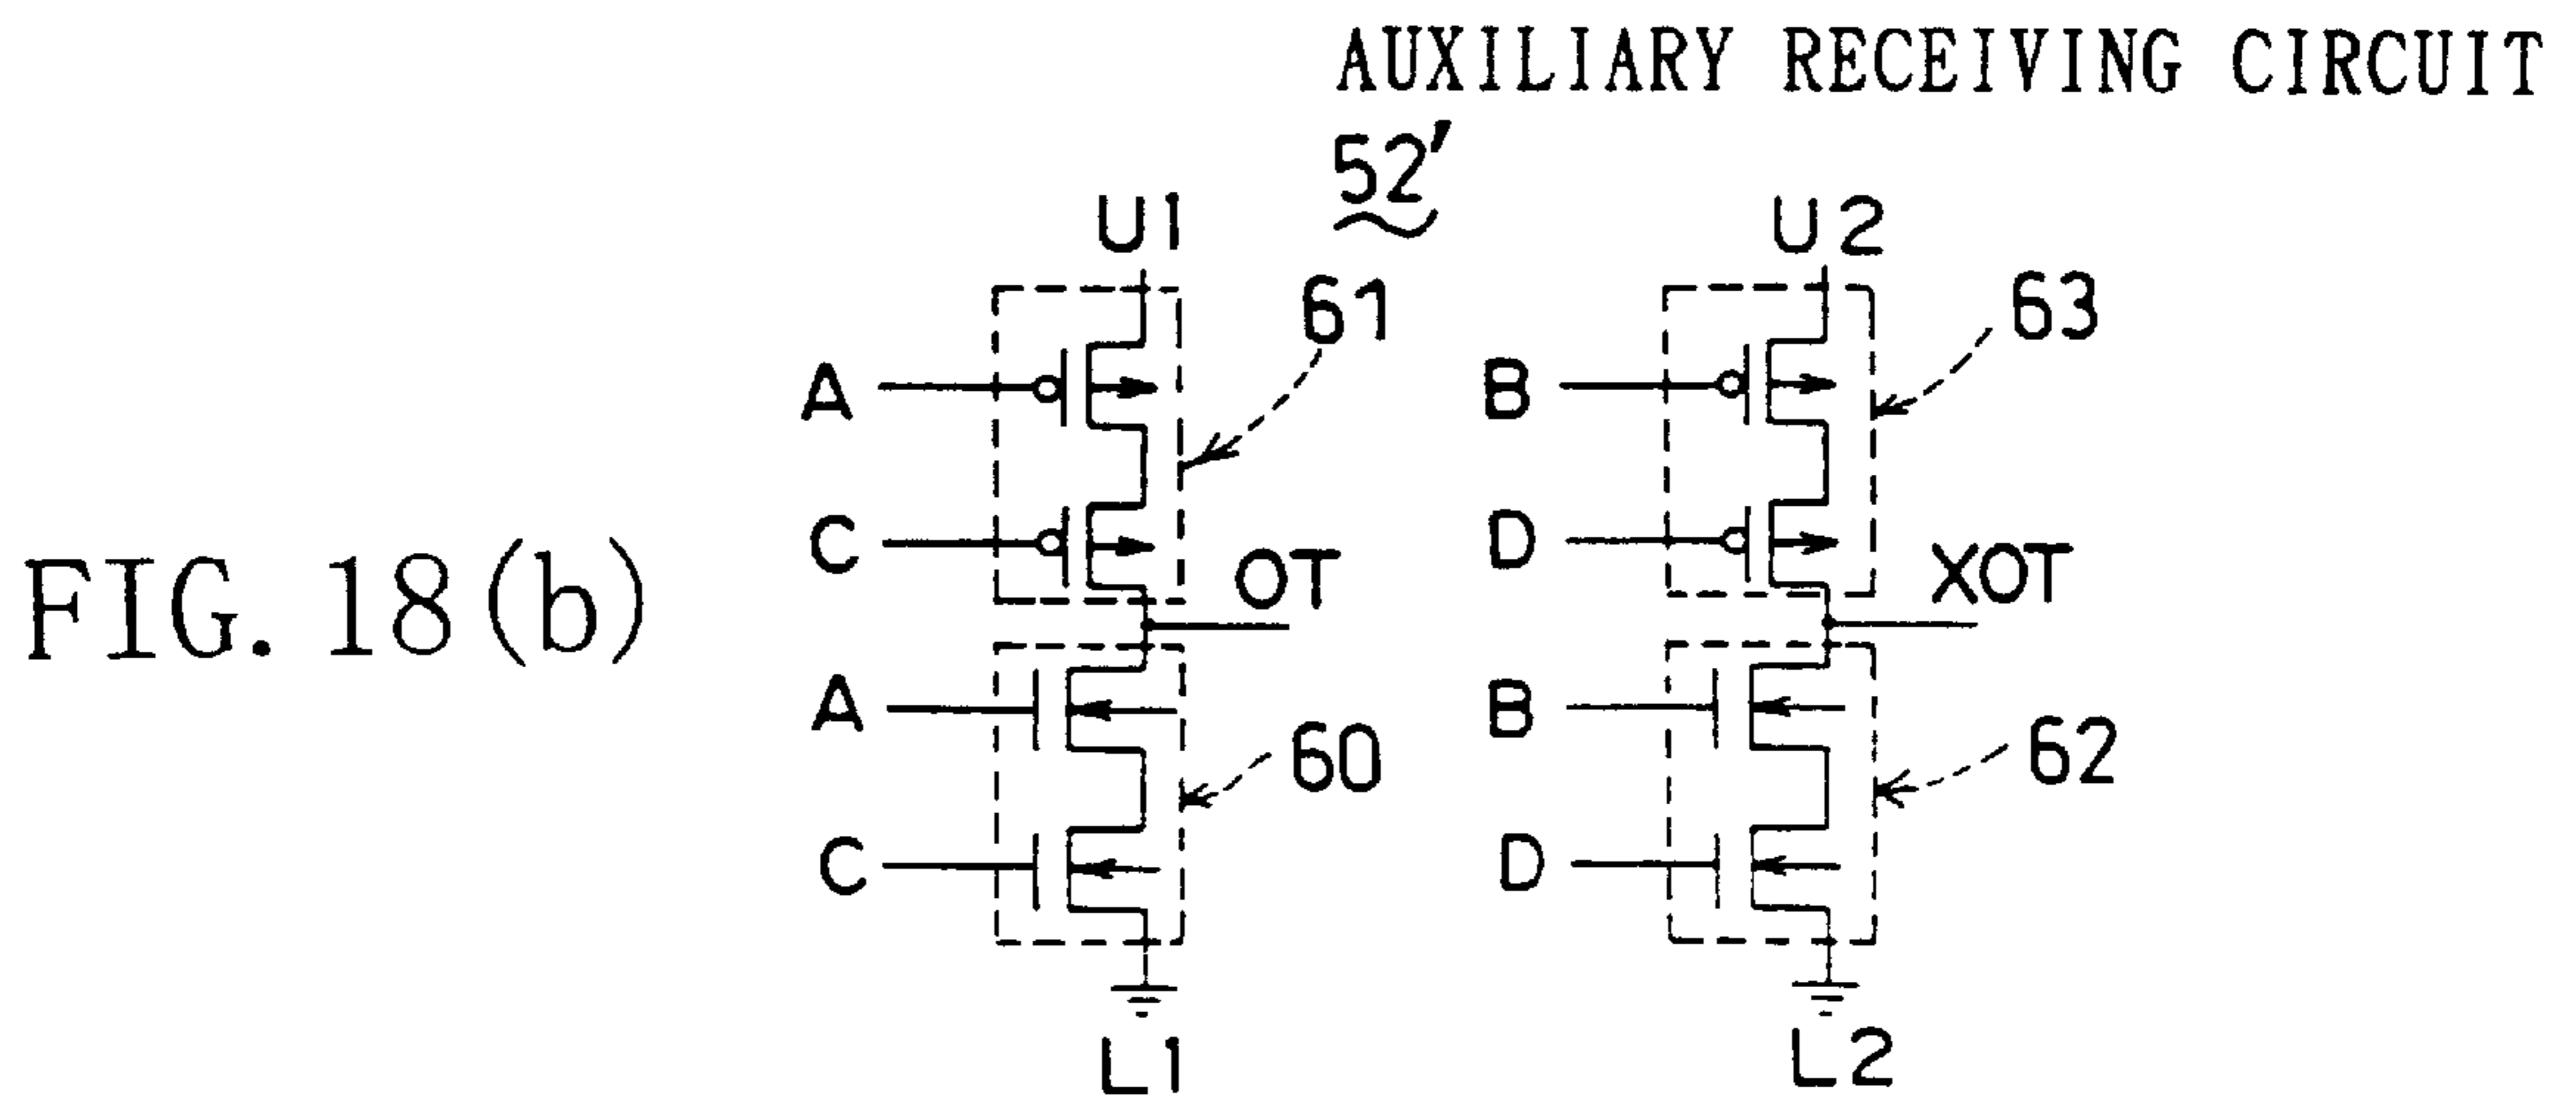 AUXILIARY RECEIVING CIRCUIT
52′
U1
U2
61
63
A
B
C
D
OT
XOT
FIG. 18(b)
A
B
60
62
C
D
L1
L2